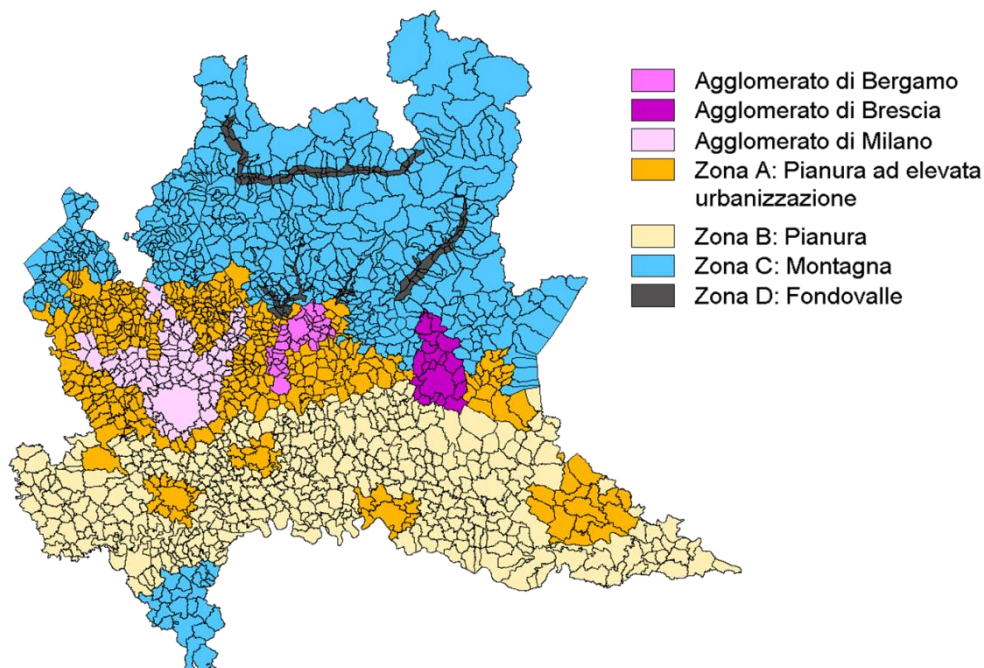 Agglomerato di Bergamo
Agglomerato di Brescia
Agglomerato di Milano
Zona A: Pianura ad elevata
urbanizzazione
Zona B: Pianura
Zona C: Montagna
Zona D: Fondovalle